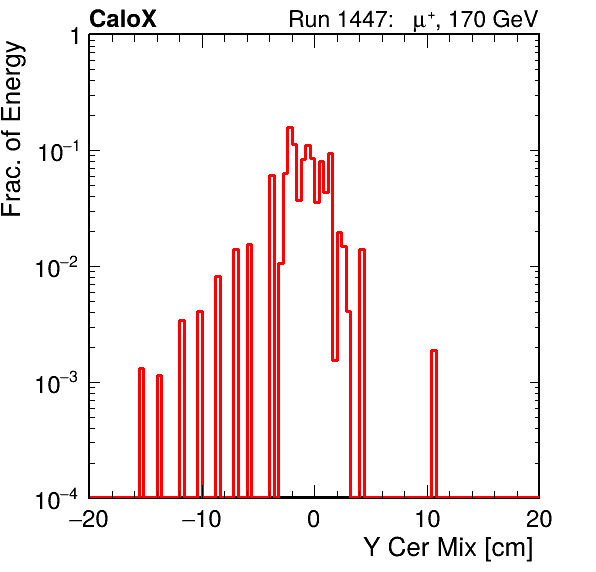 CaloX Run 1447: μ⁺, 170 GeV
Frac. of Energy
1
10⁻¹
10⁻²
10⁻³
10⁻⁴
−20 −10 0 10 20
Y Cer Mix [cm]